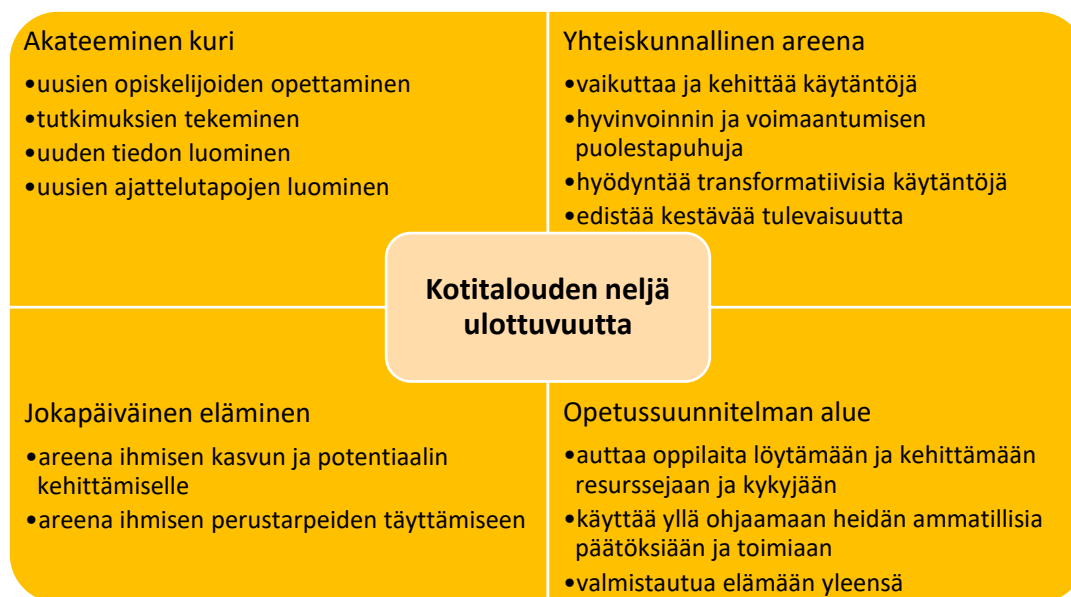 Akateeminen kuri
•uusien opiskelijoiden opettaminen
•tutkimuksien tekeminen
•uuden tiedon luominen
•uusien ajattelutapojen luominen
Yhteiskunnallinen areena
•vaikuttaa ja kehittää käytäntöjä
•hyvinvoinnin ja voimaantumisen
puolestapuhuja
•hyödyntää transformatiivisia käytäntöjä
•edistää kestävää tulevaisuutta
Kotitalouden neljä
ulottuvuutta
Jokapäiväinen eläminen
•areena ihmisen kasvun ja potentiaalin
kehittämiselle
•areena ihmisen perustarpeiden täyttämiseen
Opetussuunnitelman alue
•auttaa oppilaita löytämään ja kehittämään
resurssejaan ja kykyjään
•käyttää yllä ohjaamaan heidän ammatillisia
päätöksiään ja toimiaan
•valmistautua elämään yleensä